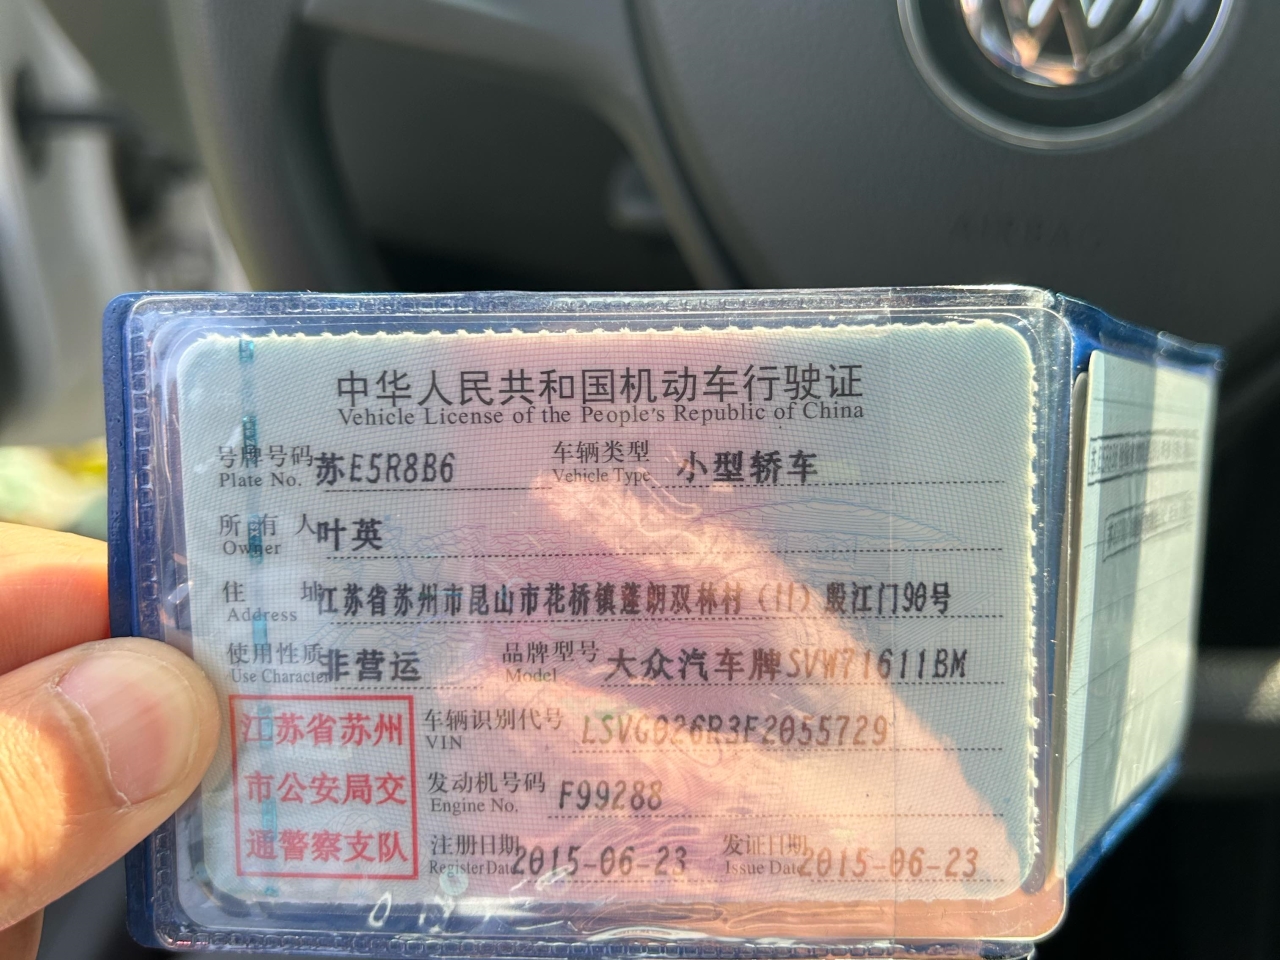 中华人民共和国机动车行驶证
Vehicle License of the People's Republic of China
号牌号码 苏E5R8B6 车辆类型 小型轿车
Plate No. Vehicle Type
所有人 叶英
Owner
住址 江苏省苏州市昆山市花桥镇蓬朗双林村（11）殷江门90号
Address
使用性质 非营运 品牌型号 大众汽车牌SVW71611BM
Use Character Model
江苏省苏州
市公安局交
通警察支队
车辆识别代号 LSVGD26R3F2055729
VIN
发动机号码 F99288
Engine No.
注册日期 2015-06-23 发证日期 2015-06-23
Register Date Issue Date
AIRBAG